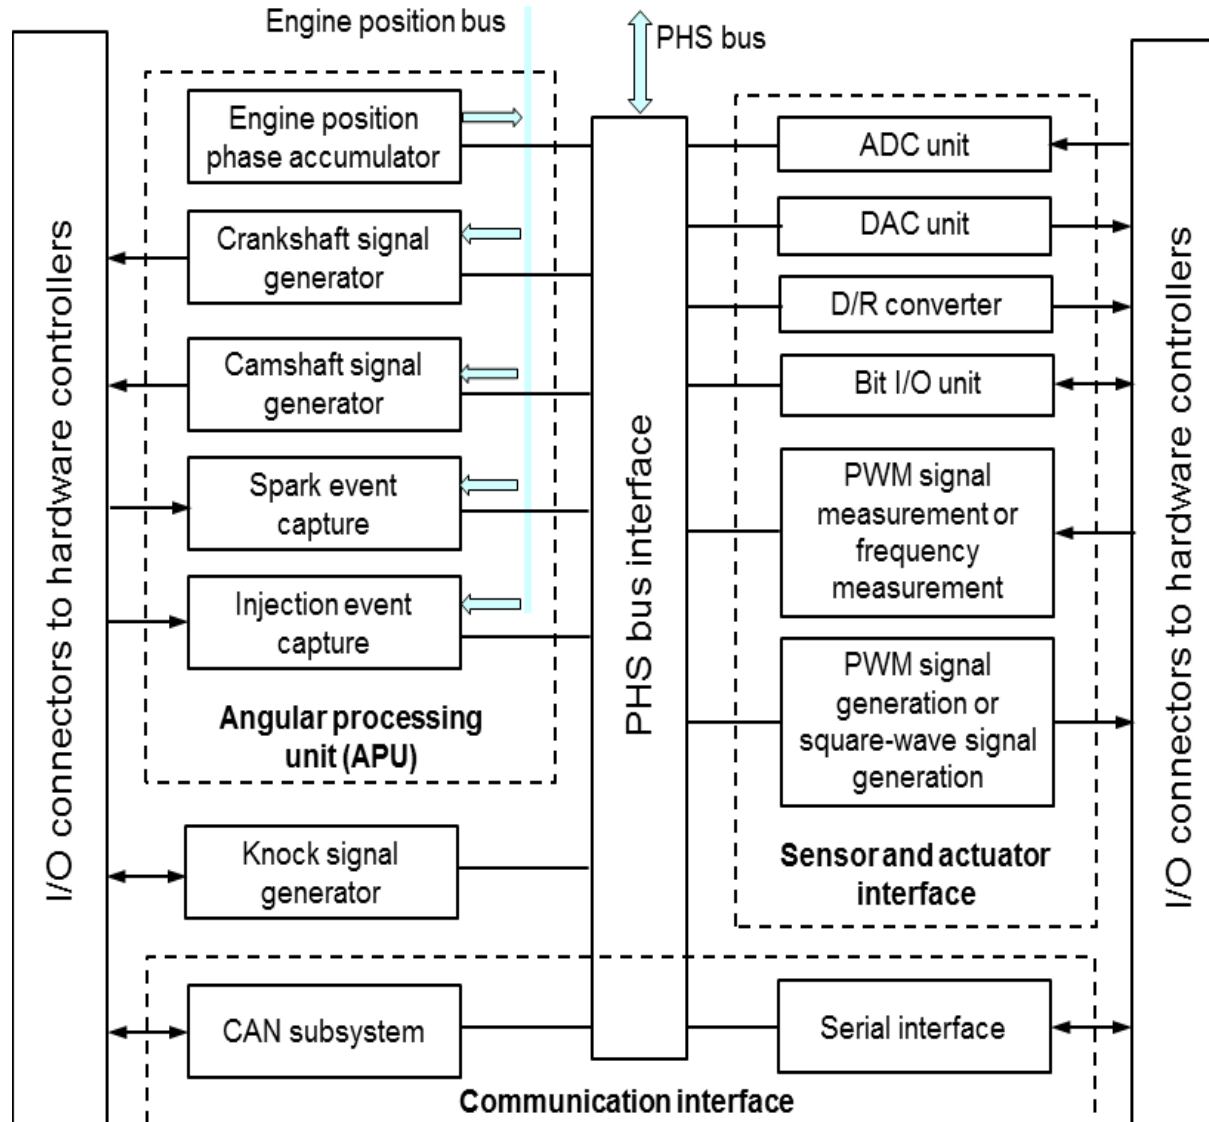 Engine position bus
PHS bus
I/O connectors to hardware controllers
Engine position
phase accumulator
Crankshaft signal
generator
Camshaft signal
generator
Spark event
capture
Injection event
capture
Angular processing
unit (APU)
Knock signal
generator
CAN subsystem
PHS bus interface
ADC unit
DAC unit
D/R converter
Bit I/O unit
PWM signal
measurement or
frequency
measurement
PWM signal
generation or
square-wave signal
generation
Sensor and actuator
interface
Serial interface
Communication interface
I/O connectors to hardware controllers